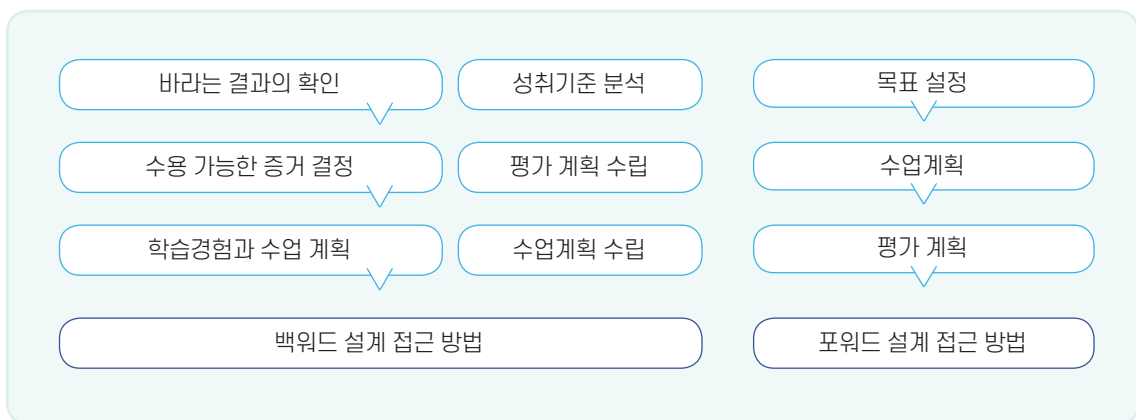 바라는 결과의 확인
성취기준 분석
목표 설정
수용 가능한 증거 결정
평가 계획 수립
수업계획
학습경험과 수업 계획
수업계획 수립
평가 계획
백워드 설계 접근 방법
포워드 설계 접근 방법